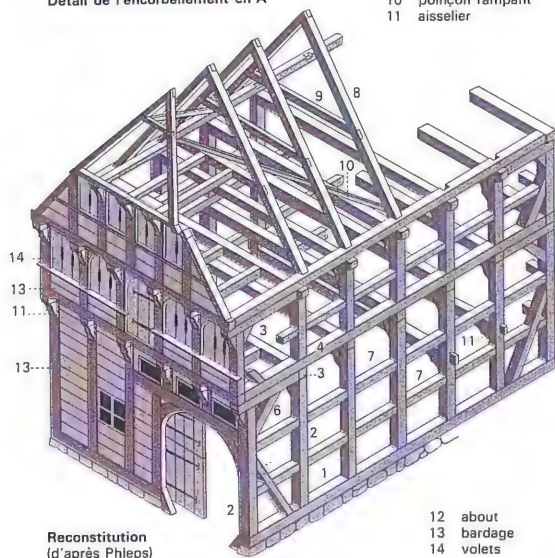 Détail de l'encorbellement en A
10 poinçon rampant
11 aisselier
9
8
10
14
13
11
13
3
4
3
7
11
7
6
2
1
2
Reconstitution
(d'après Phleps)
12 about
13 bardage
14 volets